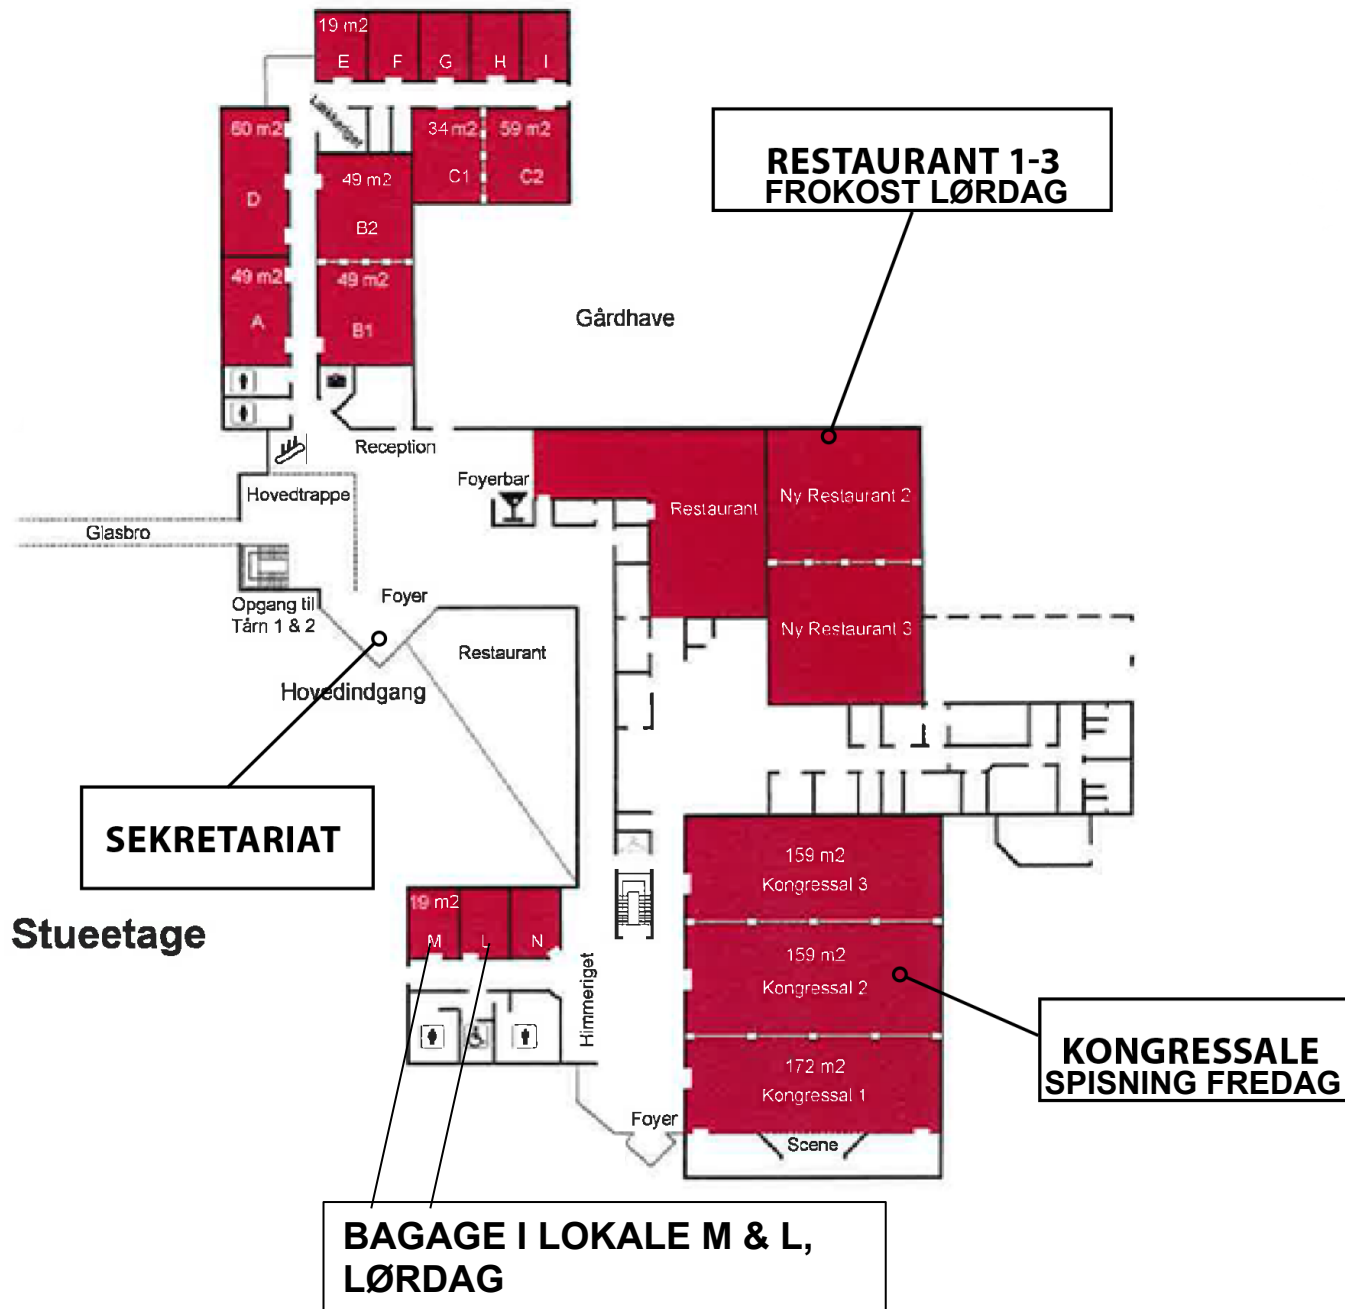 19 m2
E
F
G
H
I
Lækkeriget
60 m2
34 m2
59 m2
C1
C2
D
49 m2
B2
49 m2
49 m2
A
B1
RESTAURANT 1-3
FROKOST LØRDAG
Gårdhave
Reception
Foyerbar
Hovedtrappe
Glasbro
Restaurant
Ny Restaurant 2
Opgang til
Tårn 1 & 2
Foyer
Restaurant
Ny Restaurant 3
Hovedindgang
SEKRETARIAT
159 m2
Kongressal 3
Stueetage
19 m2
M
L
N
Himmeriget
159 m2
Kongressal 2
KONGRESSALE
SPISNING FREDAG
172 m2
Kongressal 1
Foyer
Scene
BAGAGE I LOKALE M & L,
LØRDAG